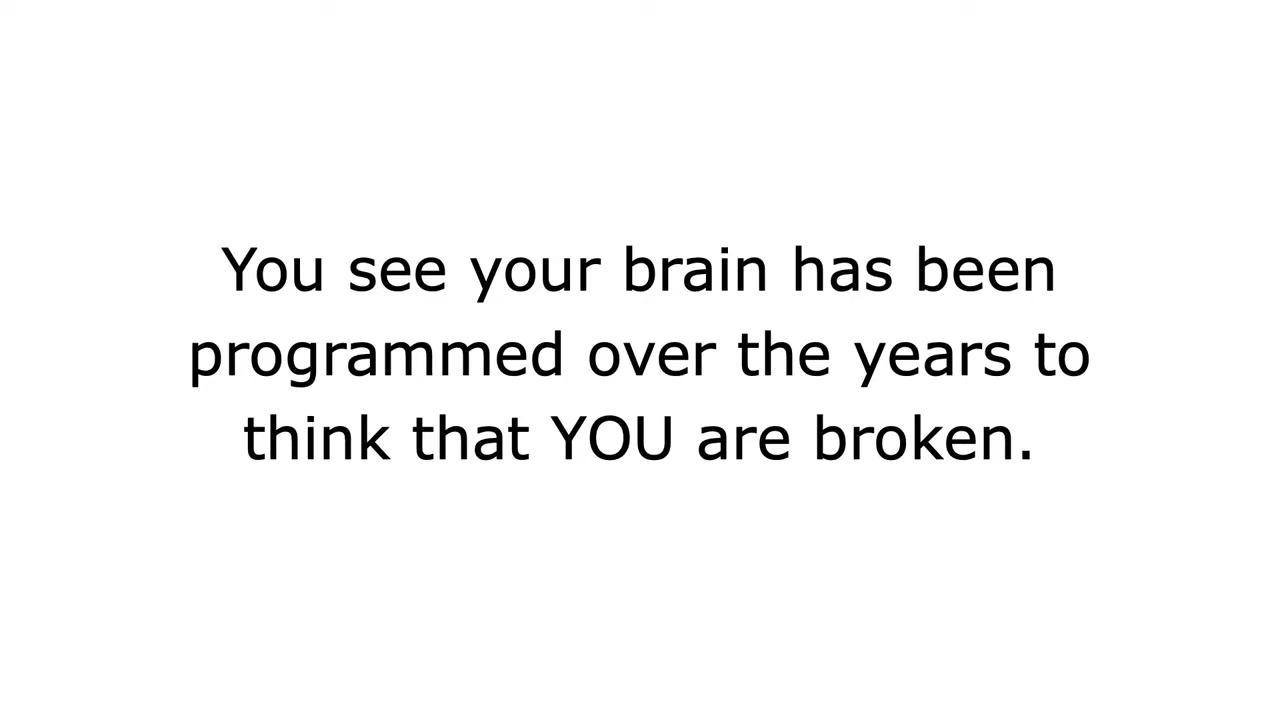 You see your brain has been
programmed over the years to
think that YOU are broken.